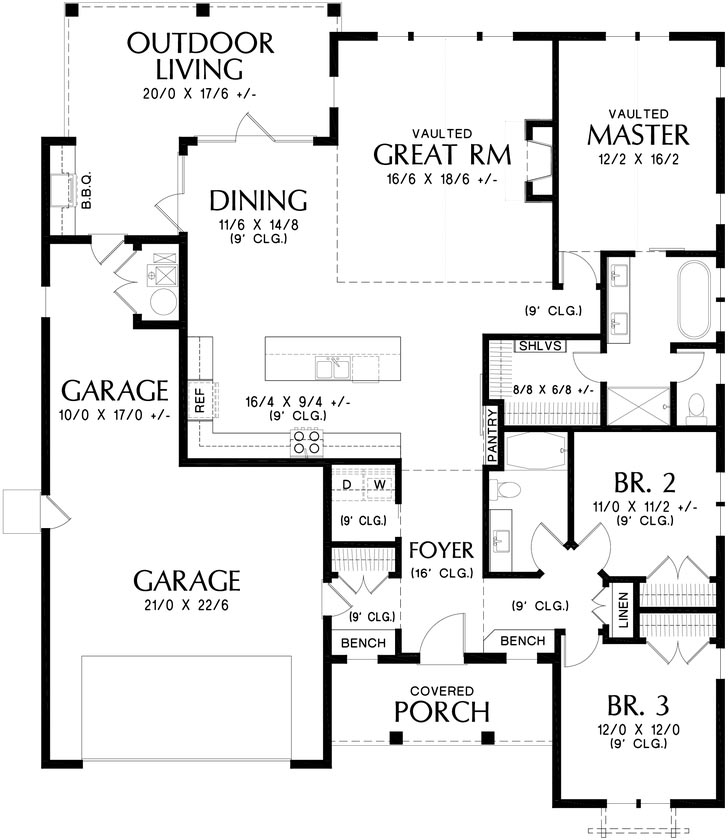 OUTDOOR
LIVING
20/0 X 17/6 +/-
B.B.Q.
VAULTED
GREAT RM
16/6 X 18/6 +/-
VAULTED
MASTER
12/2 X 16/2
DINING
11/6 X 14/8
(9' CLG.)
(9' CLG.)
SHLVS
8/8 X 6/8 +/-
GARAGE
10/0 X 17/0 +/-
REF
16/4 X 9/4 +/-
(9' CLG.)
PANTRY
D W
(9' CLG.)
BR. 2
11/0 X 11/2 +/-
(9' CLG.)
FOYER
(16' CLG.)
GARAGE
21/0 X 22/6
(9' CLG.)
BENCH
(9' CLG.)
BENCH
LINEN
COVERED
PORCH
BR. 3
12/0 X 12/0
(9' CLG.)